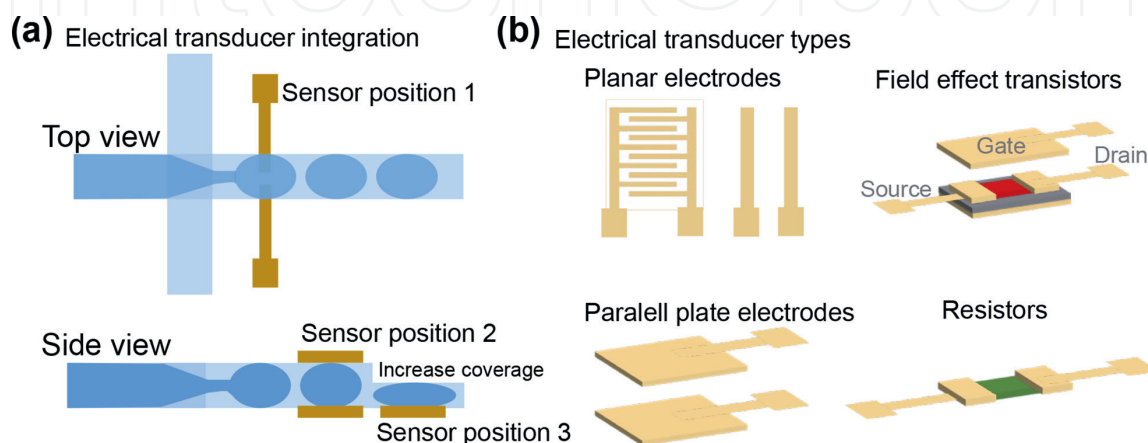 (a) Electrical transducer integration
Sensor position 1
Top view
Side view
Sensor position 2
Increase coverage
Sensor position 3
(b) Electrical transducer types
Planar electrodes
Field effect transistors
Gate
Drain
Source
Paralell plate electrodes
Resistors